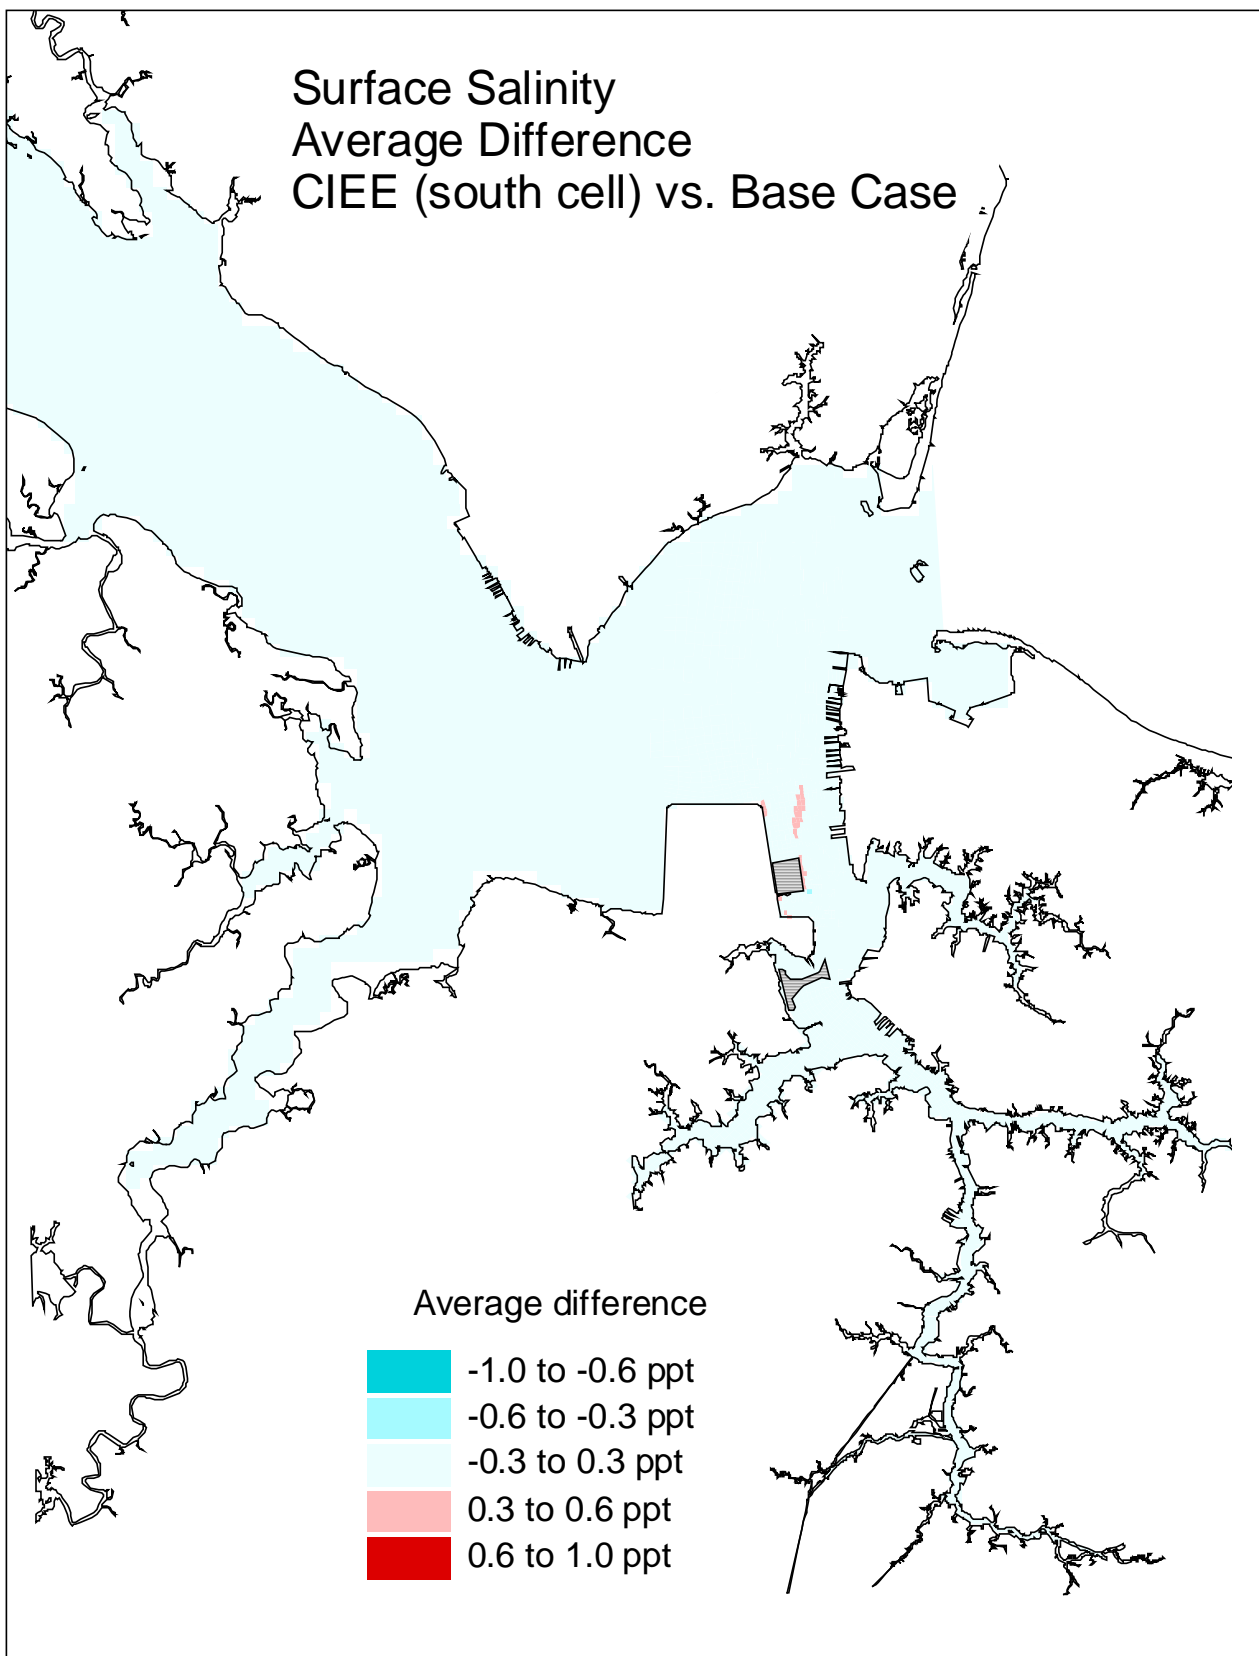 Surface Salinity
Average Difference
CIEE (south cell) vs. Base Case
Average difference
-1.0 to -0.6 ppt
-0.6 to -0.3 ppt
-0.3 to 0.3 ppt
0.3 to 0.6 ppt
0.6 to 1.0 ppt